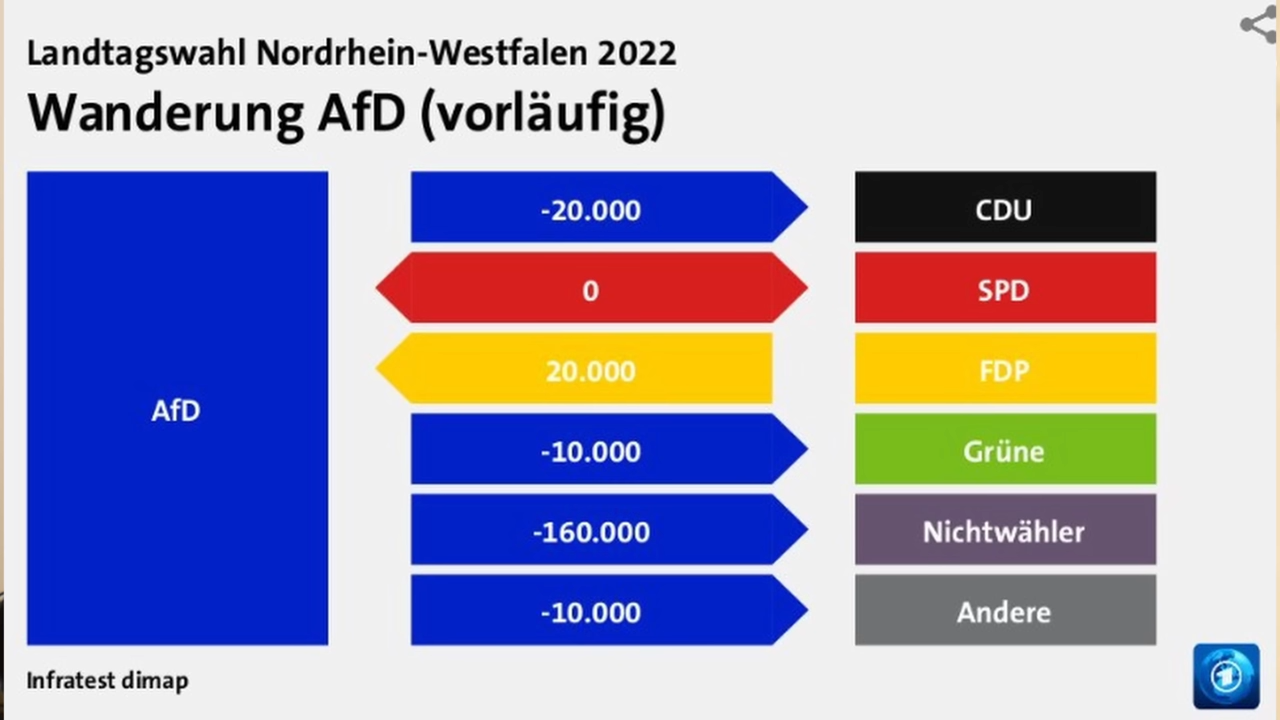 Landtagswahl Nordrhein-Westfalen 2022
Wanderung AfD (vorläufig)
AfD
-20.000 CDU
0 SPD
20.000 FDP
-10.000 Grüne
-160.000 Nichtwähler
-10.000 Andere
Infratest dimap
1